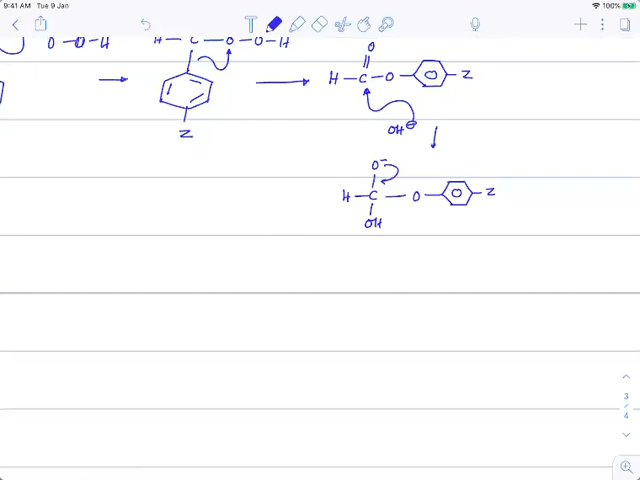 9:41 AM Tue 9 Jan
100%
O O H
H C O O H
Z
O
H C O Z
OH
O
H C O Z
OH
3
4